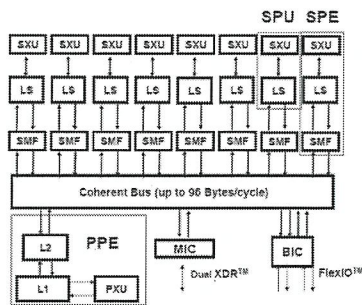 SPU SPE
SXU SXU SXU SXU SXU SXU SXU SXU
LS LS LS LS LS LS LS LS
SMF SMF SMF SMF SMF SMF SMF SMF
Coherent Bus (up to 96 Bytes/cycle)
L2 PPE MIC BIC
Dual XDR™ FlexIO™
L1 PXU